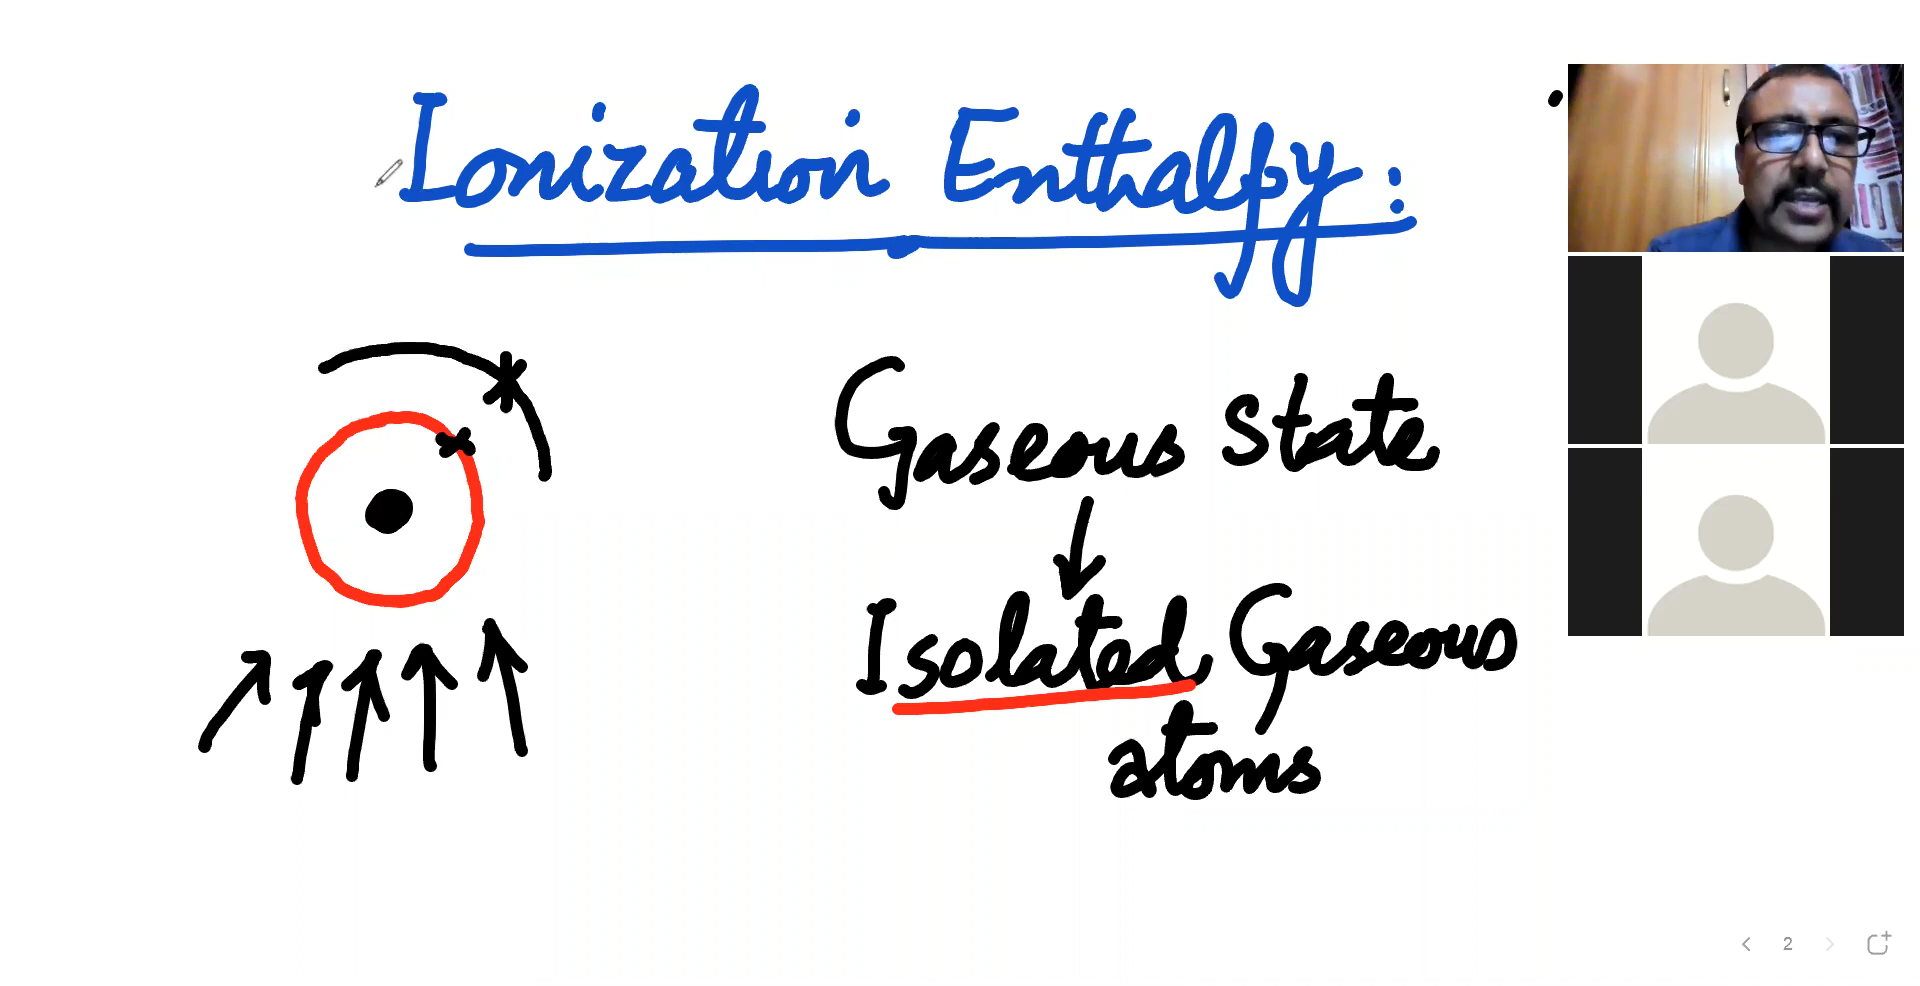 Ionization Enthalpy:
Gaseous State
Isolated Gaseous
atoms
2